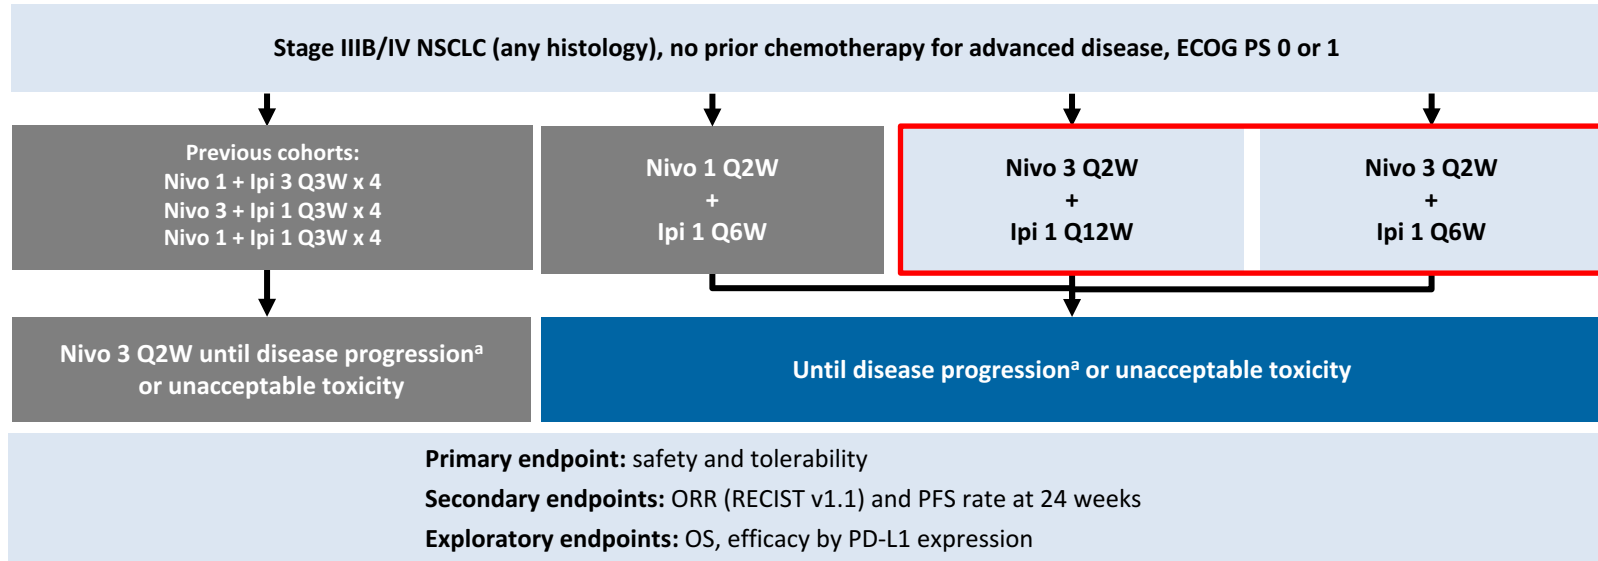 Stage IIIB/IV NSCLC (any histology), no prior chemotherapy for advanced disease, ECOG PS 0 or 1
Previous cohorts:
Nivo 1 + Ipi 3 Q3W x 4
Nivo 3 + Ipi 1 Q3W x 4
Nivo 1 + Ipi 1 Q3W x 4
Nivo 1 Q2W
+
Ipi 1 Q6W
Nivo 3 Q2W
+
Ipi 1 Q12W
Nivo 3 Q2W
+
Ipi 1 Q6W
Nivo 3 Q2W until disease progressionᵃ
or unacceptable toxicity
Until disease progressionᵃ or unacceptable toxicity
Primary endpoint: safety and tolerability
Secondary endpoints: ORR (RECIST v1.1) and PFS rate at 24 weeks
Exploratory endpoints: OS, efficacy by PD-L1 expression